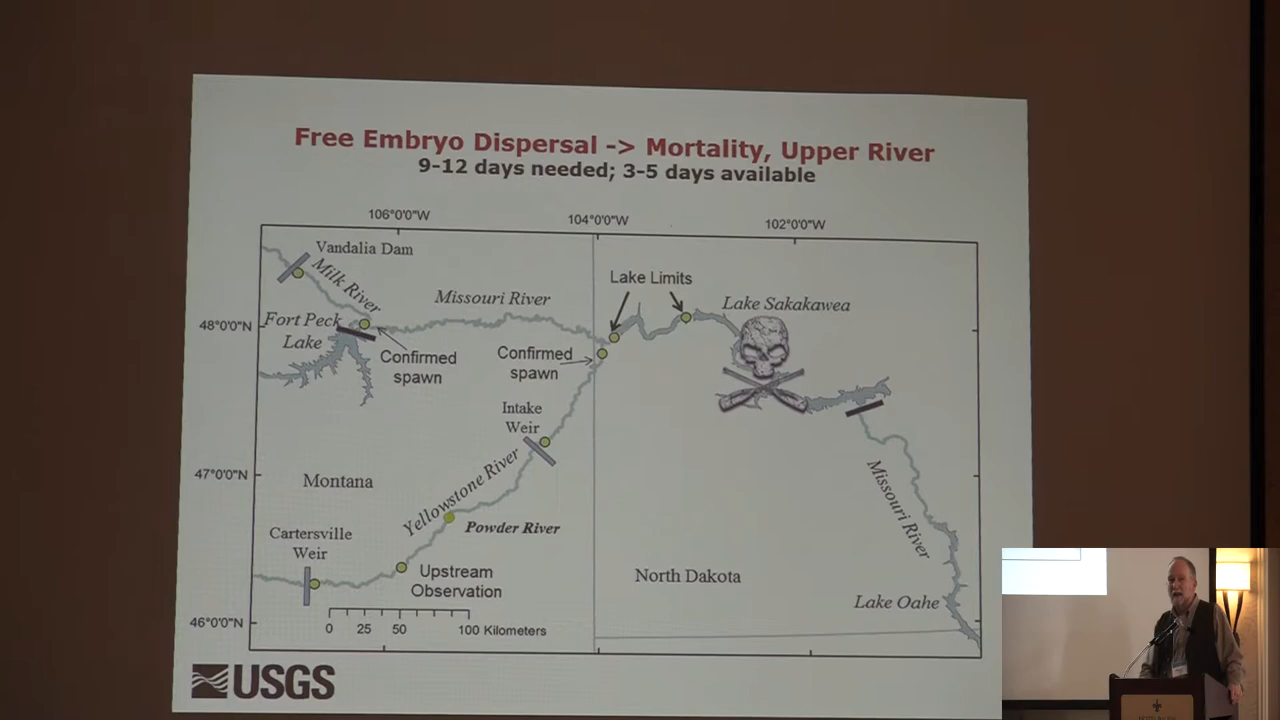 Free Embryo Dispersal -> Mortality, Upper River
9-12 days needed; 3-5 days available
106°0'0"W
104°0'0"W
102°0'0"W
Vandalia Dam
Milk River
Missouri River
Lake Limits
Lake Sakakawea
48°0'0"N
Fort Peck
Lake
Confirmed
spawn
Confirmed
spawn
Intake
Weir
47°0'0"N
Montana
Yellowstone River
Powder River
Missouri River
Cartersville
Weir
Upstream
Observation
North Dakota
Lake Oahe
46°0'0"N
0 25 50 100 Kilometers
USGS